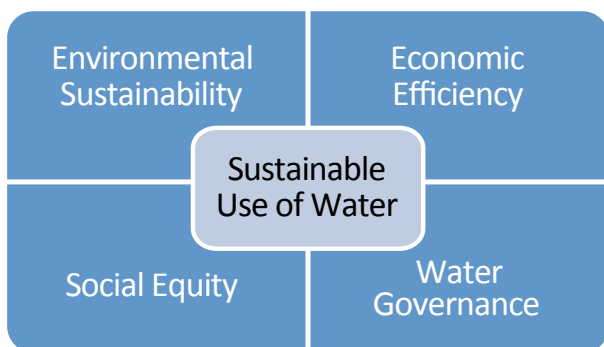 Environmental
Sustainability
Economic
Efficiency
Sustainable
Use of Water
Social Equity
Water
Governance